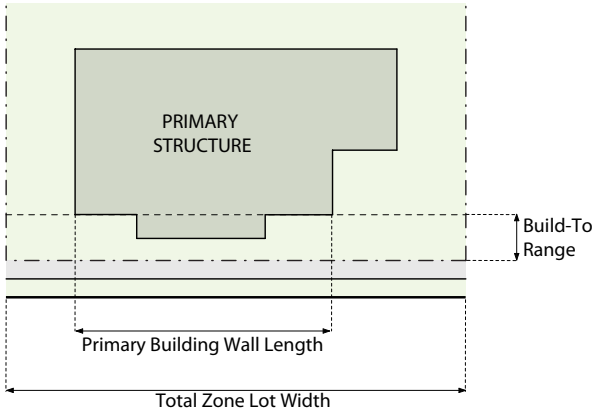 PRIMARY
STRUCTURE
Build-To
Range
Primary Building Wall Length
Total Zone Lot Width